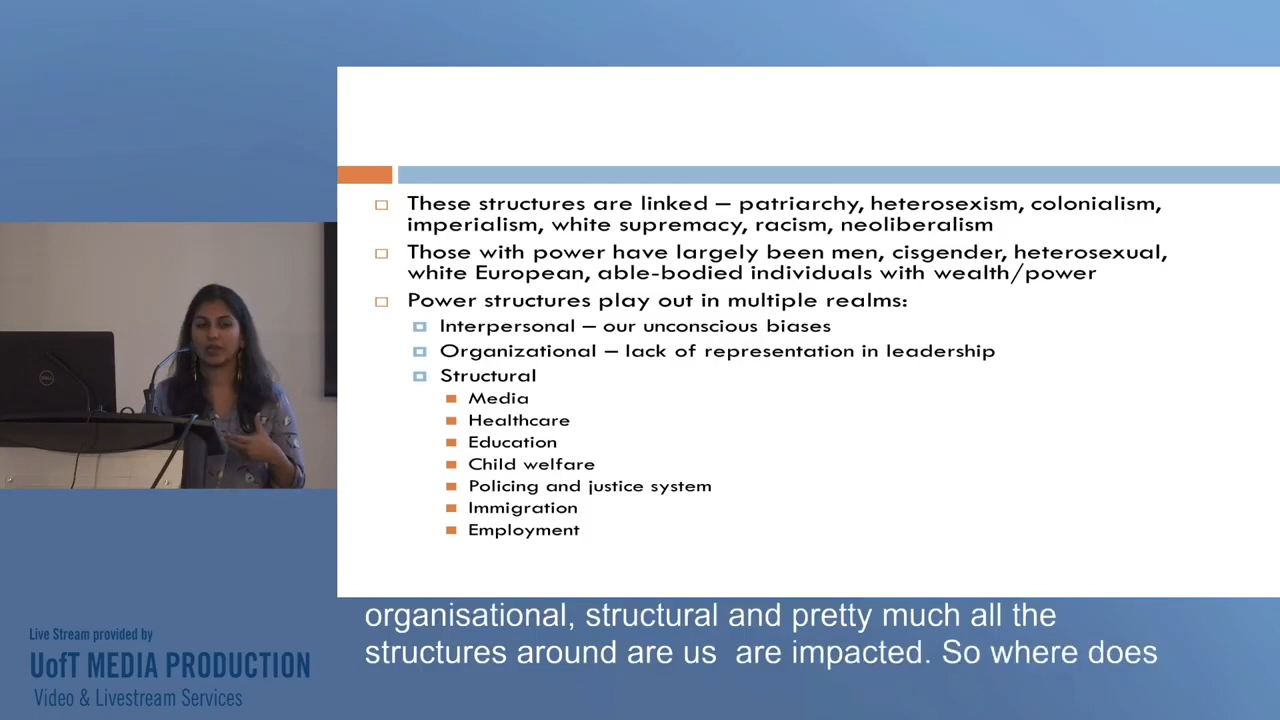 These structures are linked – patriarchy, heterosexism, colonialism,
imperialism, white supremacy, racism, neoliberalism
Those with power have largely been men, cisgender, heterosexual,
white European, able-bodied individuals with wealth/power
Power structures play out in multiple realms:
Interpersonal – our unconscious biases
Organizational – lack of representation in leadership
Structural
Media
Healthcare
Education
Child welfare
Policing and justice system
Immigration
Employment
organisational, structural and pretty much all the
structures around are us are impacted. So where does
Live Stream provided by
UofT MEDIA PRODUCTION
Video & Livestream Services
DELL